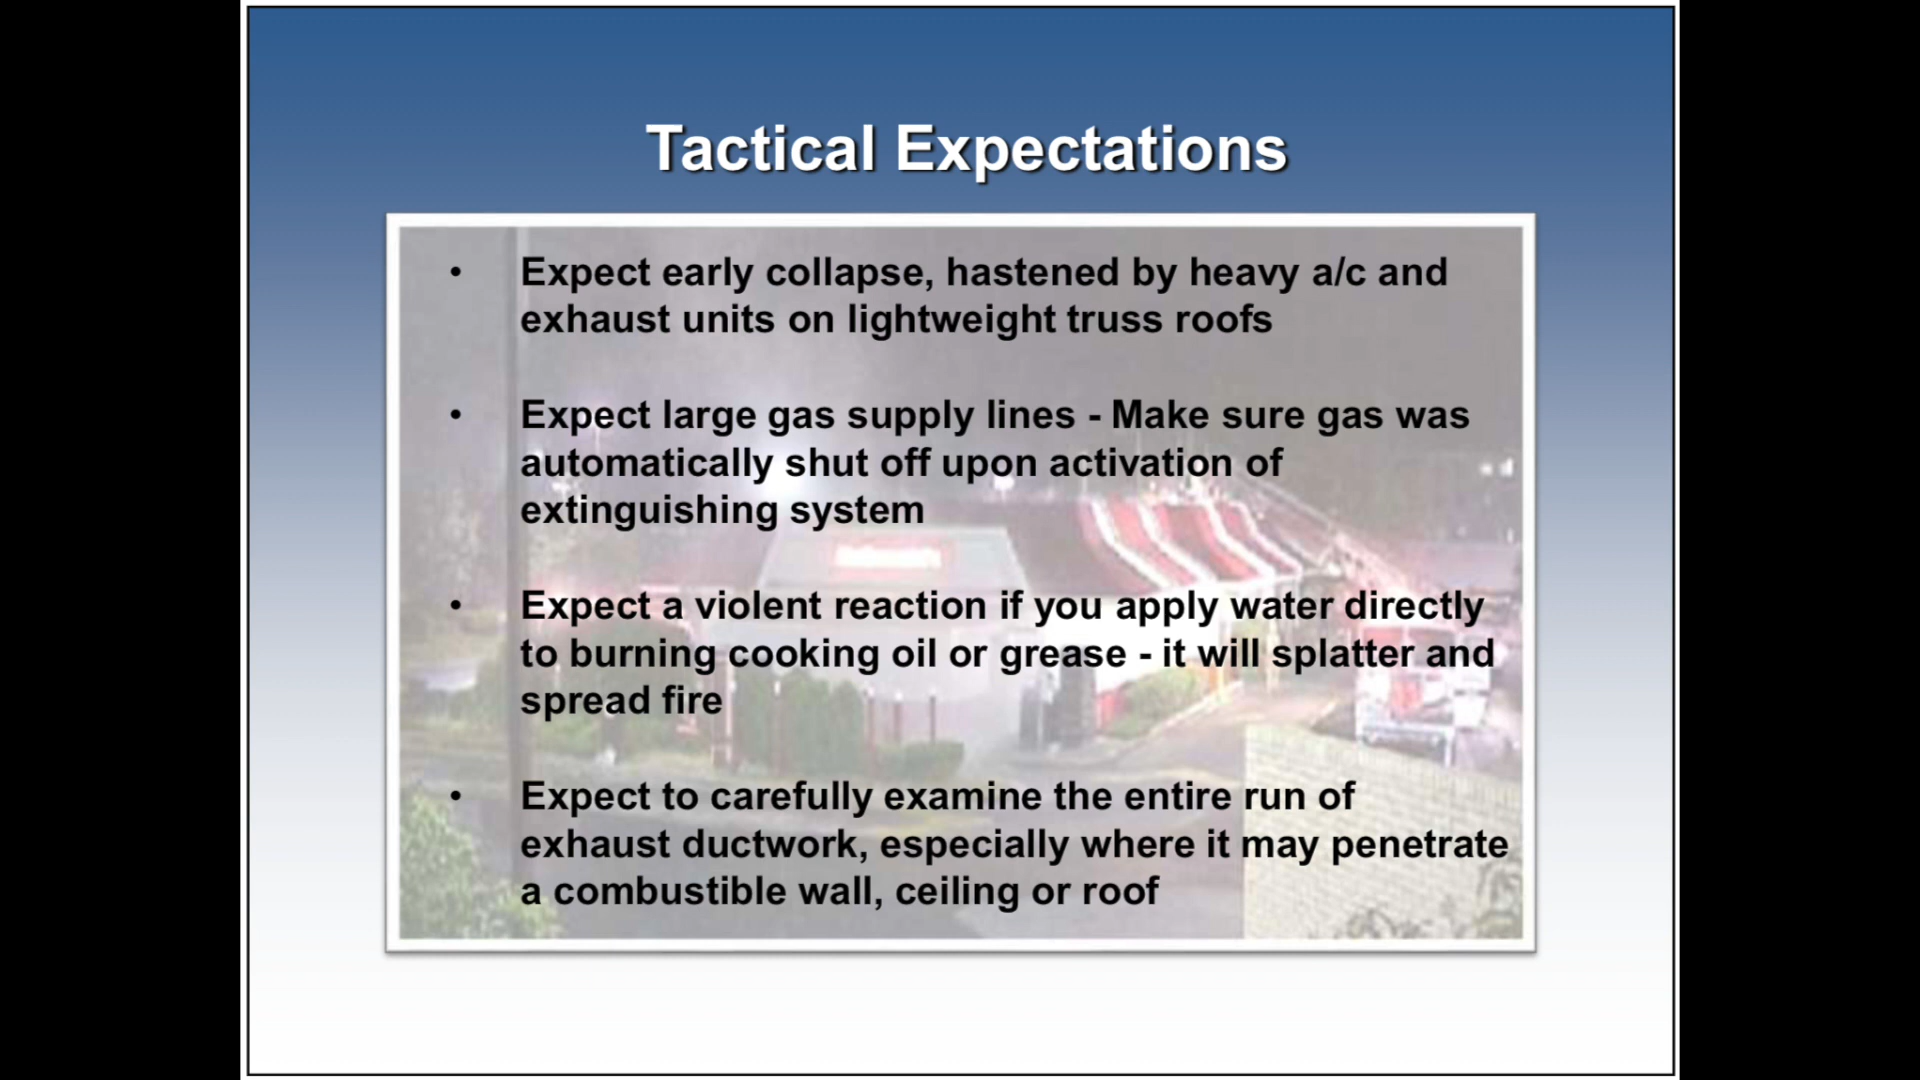 Tactical Expectations
• Expect early collapse, hastened by heavy a/c and
exhaust units on lightweight truss roofs
• Expect large gas supply lines - Make sure gas was
automatically shut off upon activation of
extinguishing system
• Expect a violent reaction if you apply water directly
to burning cooking oil or grease - it will splatter and
spread fire
• Expect to carefully examine the entire run of
exhaust ductwork, especially where it may penetrate
a combustible wall, ceiling or roof